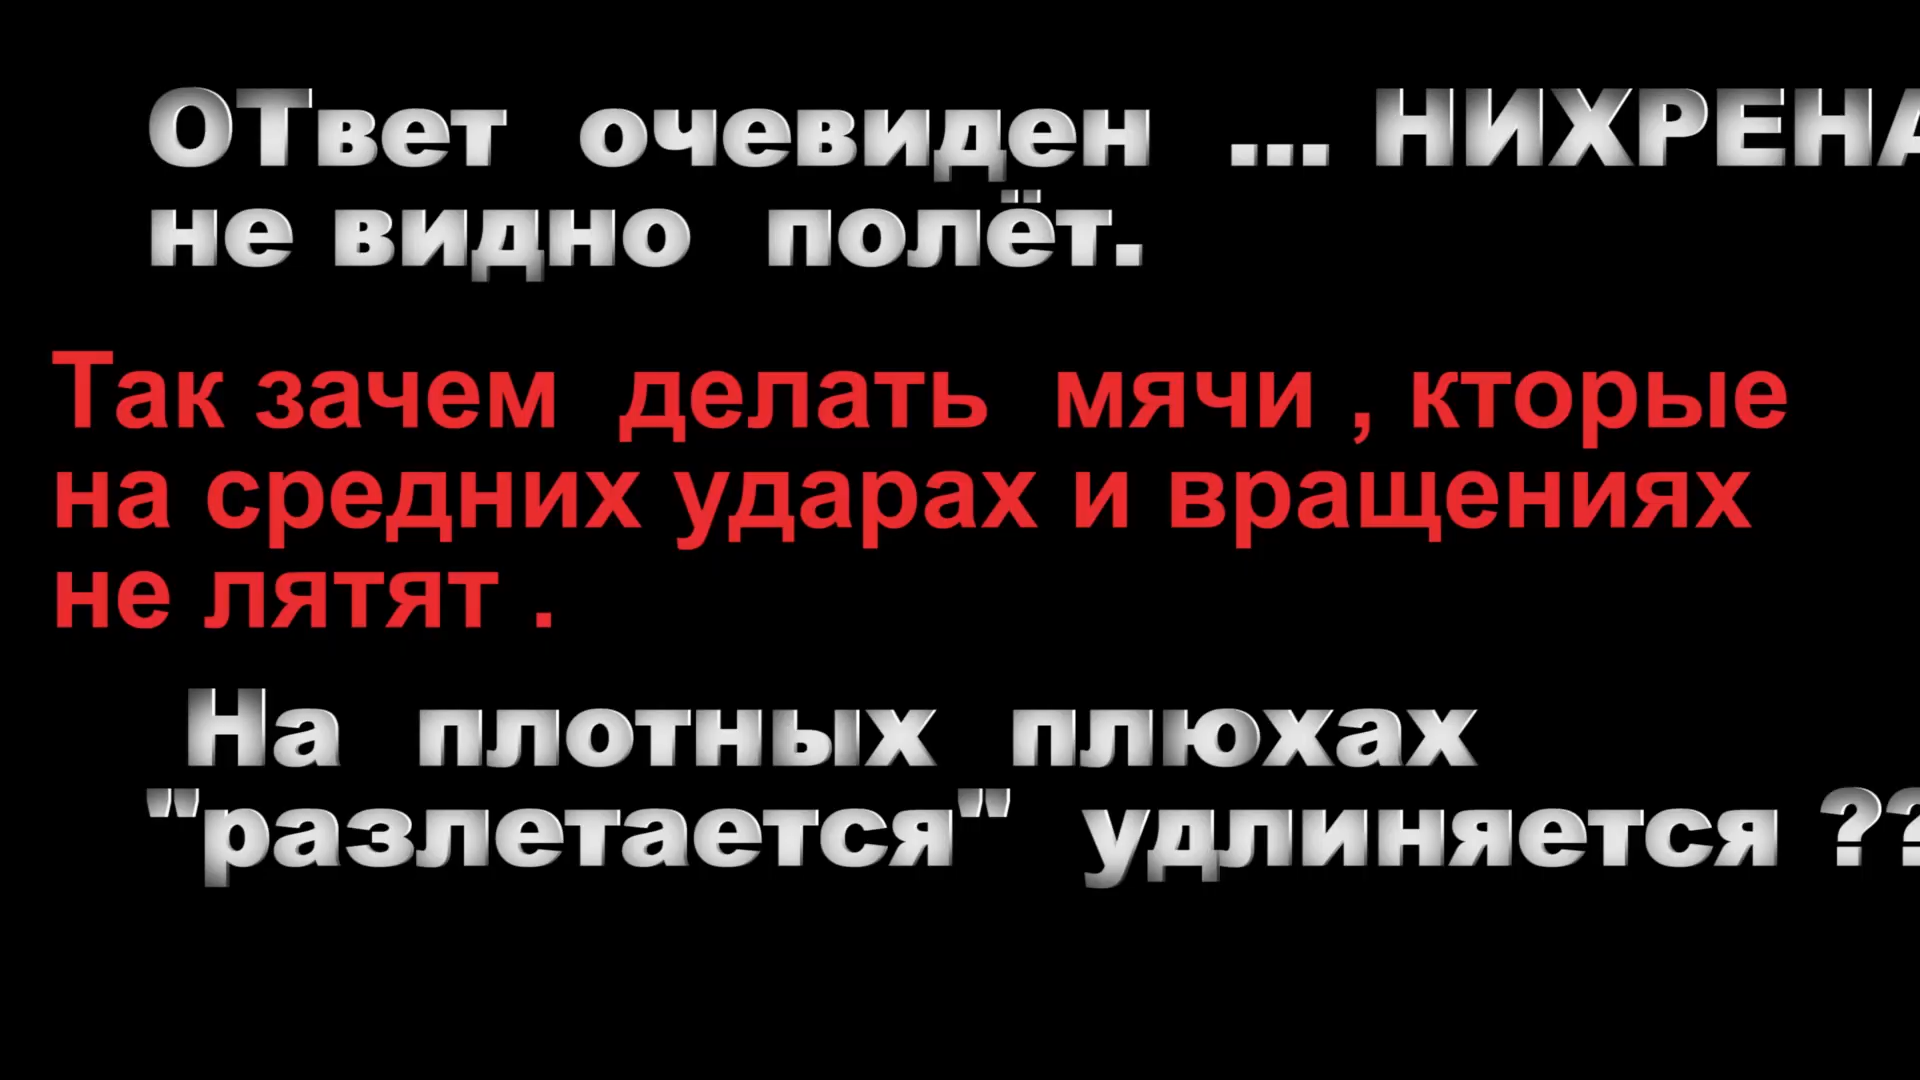 ОТвет очевиден ... НИХРЕНА
не видно полёт.
Так зачем делать мячи , кторые
на средних ударах и вращениях
не лятят .
На плотных плюхах
"разлетается" удлиняется ??